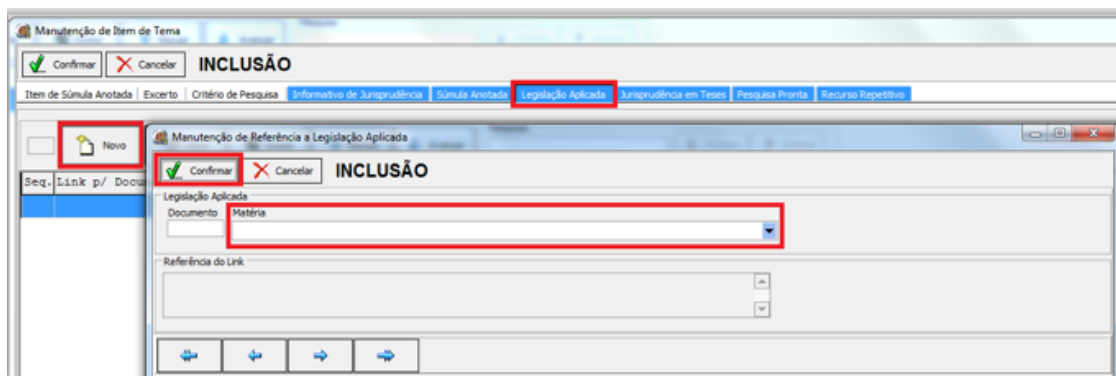 Manutenção de Item de Tema
Confirmar Cancelar INCLUSÃO
Item de Súmula Anotada Excerto Critério de Pesquisa Informativo de Jurisprudência Súmula Anotada Legislação Aplicada Jurisprudência em Teses Pesquisa Pronta Recurso Repetitivo
Novo
Manutenção de Referência a Legislação Aplicada
Confirmar Cancelar INCLUSÃO
Seq. Link p/
Legislação Aplicada
Documento Matéria
Referência do Link